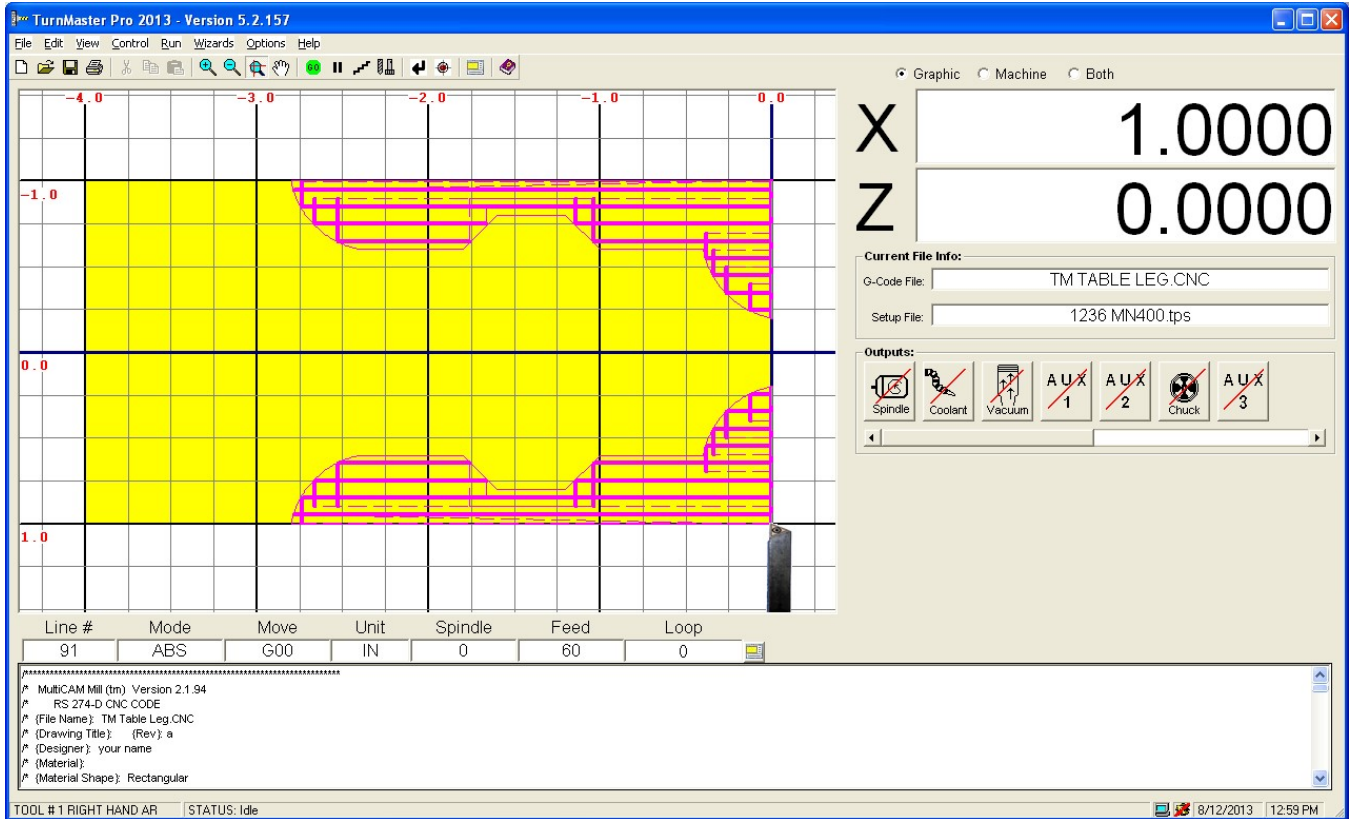 TurnMaster Pro 2013 - Version 5.2.157
File Edit View Control Run Wizards Options Help
GO
Graphic Machine Both
-4.0 -3.0 -2.0 -1.0 0.0
-1.0
0.0
1.0
X 1.0000
Z 0.0000
Current File Info:
G-Code File: TM TABLE LEG.CNC
Setup File: 1236 MN400.tps
Outputs:
Spindle
Coolant
Vacuum
AUX 1
AUX 2
Chuck
AUX 3
Line # Mode Move Unit Spindle Feed Loop
91 ABS G00 IN 0 60 0
/******************************************************************************
/* MultiCAM Mill (tm) Version 2.1.94
/* RS 274-D CNC CODE
/* {File Name}: TM Table Leg.CNC
/* {Drawing Title}: {Rev}: a
/* {Designer}: your name
/* {Material}:
/* {Material Shape}: Rectangular
TOOL # 1 RIGHT HAND AR STATUS: Idle 8/12/2013 12:59 PM